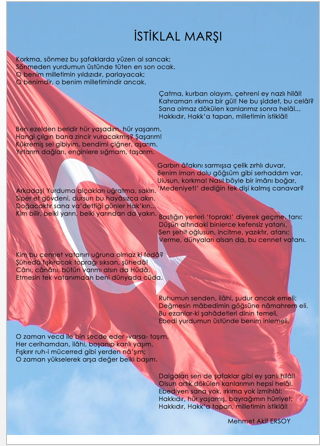 İSTİKLAL MARŞI
Korkma, sönmez bu şafaklarda yüzen al sancak;
Sönmeden yurdumun üstünde tüten en son ocak.
O benim milletimin yıldızıdır, parlayacak;
O benimdir, o benim milletimindir ancak.
Çatma, kurban olayım, çehreni ey nazlı hilâl!
Kahraman ırkıma bir gül! Ne bu şiddet, bu celâl?
Sana olmaz dökülen kanlarımız sonra helâl...
Hakkıdır, Hakk'a tapan, milletimin istiklâl!
Ben ezelden beridir hür yaşadım, hür yaşarım.
Hangi çılgın bana zincir vuracakmış? Şaşarım!
Kükremiş sel gibiyim, bendimi çiğner, aşarım.
Yırtarım dağları, enginlere sığmam, taşarım.
Garbın âfâkını sarmışsa çelik zırhlı duvar,
Benim iman dolu göğsüm gibi serhaddim var.
Ulusun, korkma! Nasıl böyle bir imânı boğar,
'Medeniyet!' dediğin tek dişi kalmış canavar?
Arkadaş! Yurduma alçakları uğratma, sakın.
Siper et gövdeni, dursun bu hayâsızca akın.
Doğacaktır sana va'dettiği günler Hak'kın...
Kim bilir, belki yarın, belki yarından da yakın.
Bastığın yerleri 'toprak!' diyerek geçme, tanı:
Düşün altındaki binlerce kefensiz yatanı.
Sen şehit oğlusun, incitme, yazıktır, atanı:
Verme, dünyaları alsan da, bu cennet vatanı.
Kim bu cennet vatanın uğruna olmaz ki fedâ?
Şühedâ fışkıracak toprağı sıksan, şühedâ!
Cânı, cânânı, bütün varımı alsın da Hüdâ,
Etmesin tek vatanımdan beni dünyada cüdâ.
Ruhumun senden, ilâhi, şudur ancak emeli:
Değmesin mâbedimin göğsüne nâmahrem eli.
Bu ezanlar-ki şahâdetleri dinin temeli,
Ebedî yurdumun üstünde benim inlemeli.
O zaman vecd ile bin secde eder -varsa- taşım,
Her cerihamdan, ilâhi, boşanıp kanlı yaşım,
Fışkırır ruh-i mücerred gibi yerden nâ'şım;
O zaman yükselerek arşa değer belki başım.
Dalgalan sen de şafaklar gibi ey şanlı hilâl!
Olsun artık dökülen kanlarımın hepsi helâl.
Ebediyen sana yok, ırkıma yok izmihlâl:
Hakkıdır, hür yaşamış, bayrağımın hürriyet;
Hakkıdır, Hakk'a tapan, milletimin istiklâl!
Mehmet Akif ERSOY